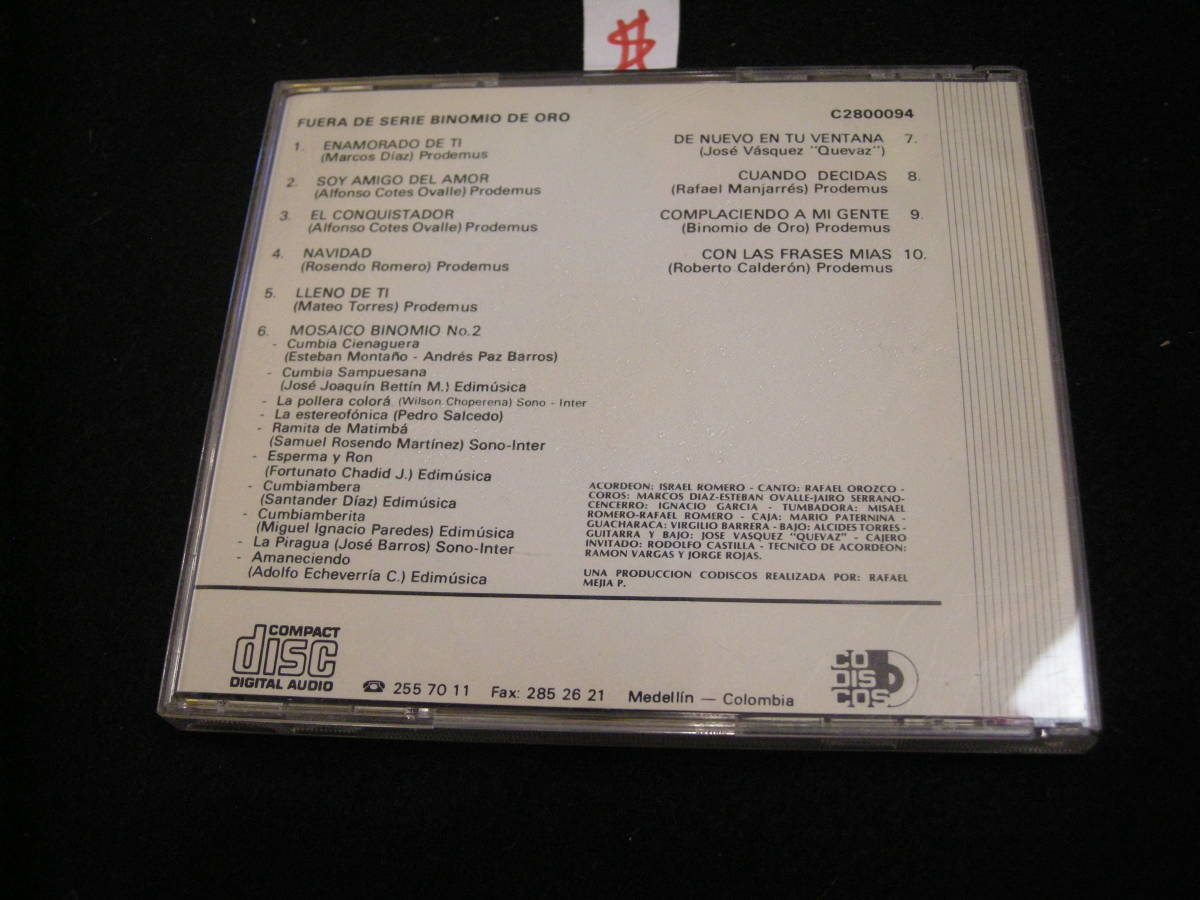 $
FUERA DE SERIE BINOMIO DE ORO
C2800094
1. ENAMORADO DE TI
(Marcos Diaz) Prodemus
2. SOY AMIGO DEL AMOR
(Alfonso Cotes Ovalle) Prodemus
3. EL CONQUISTADOR
(Alfonso Cotes Ovalle) Prodemus
4. NAVIDAD
(Rosendo Romero) Prodemus
5. LLENO DE TI
(Mateo Torres) Prodemus
6. MOSAICO BINOMIO No.2
- Cumbia Cienaguera
(Esteban Montaño - Andrés Paz Barros)
- Cumbia Sampuesana
(José Joaquín Bettín M.) Edimúsica
- La pollera colorá (Wilson Choperena) Sono - Inter
- La estereofónica (Pedro Salcedo)
- Ramita de Matimbá
(Samuel Rosendo Martínez) Sono-Inter
- Esperma y Ron
(Fortunato Chadid J.) Edimúsica
- Cumbiambera
(Santander Díaz) Edimúsica
- Cumbiamberita
(Miguel Ignacio Paredes) Edimúsica
- La Piragua (José Barros) Sono-Inter
- Amaneciendo
(Adolfo Echeverría C.) Edimúsica
DE NUEVO EN TU VENTANA 7.
(José Vásquez "Quevaz")
CUANDO DECIDAS 8.
(Rafael Manjarrés) Prodemus
COMPLACIENDO A MI GENTE 9.
(Binomio de Oro) Prodemus
CON LAS FRASES MIAS 10.
(Roberto Calderón) Prodemus
ACORDEON: ISRAEL ROMERO - CANTO: RAFAEL OROZCO -
COROS: MARCOS DIAZ-ESTEBAN OVALLE-JAIRO SERRANO-
CENCERRO: IGNACIO GARCIA - TUMBADORA: MISAEL
ROMERO-RAFAEL ROMERO - CAJA: MARIO PATERNINA -
GUACHARACA: VIRGILIO BARRERA - BAJO: ALCIDES TORRES -
GUITARRA Y BAJO: JOSE VASQUEZ "QUEVAZ" - CAJERO
INVITADO: RODOLFO CASTILLA - TECNICO DE ACORDEON:
RAMON VARGAS Y JORGE ROJAS.
UNA PRODUCCION CODISCOS REALIZADA POR: RAFAEL
MEJIA P.
COMPACT
disc
DIGITAL AUDIO
☎ 255 70 11 Fax: 285 26 21 Medellín — Colombia
CO
DIS
COS